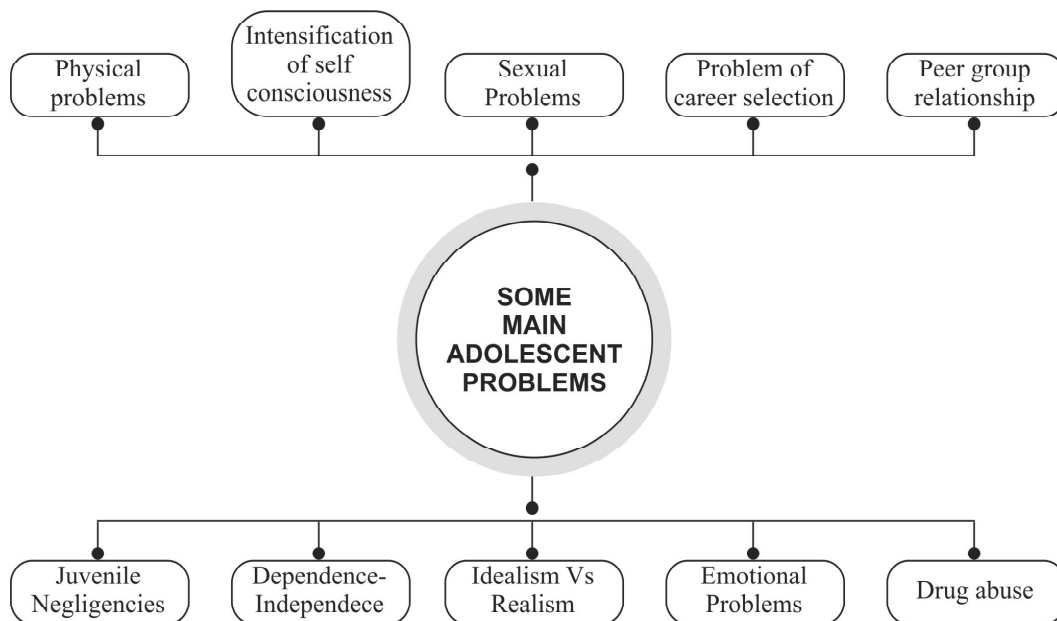 Physical
problems
Intensification
of self
consciousness
Sexual
Problems
Problem of
career selection
Peer group
relationship
SOME
MAIN
ADOLESCENT
PROBLEMS
Juvenile
Negligencies
Dependence-
Independece
Idealism Vs
Realism
Emotional
Problems
Drug abuse